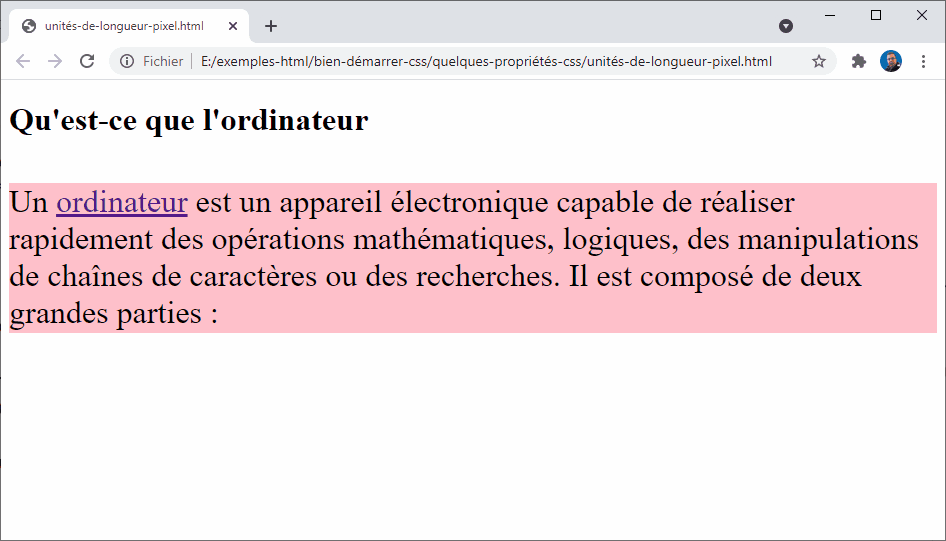 unités-de-longueur-pixel.html
Fichier E:/exemples-html/bien-démarrer-css/quelques-propriétés-css/unités-de-longueur-pixel.html
Qu'est-ce que l'ordinateur
Un ordinateur est un appareil électronique capable de réaliser
rapidement des opérations mathématiques, logiques, des manipulations
de chaînes de caractères ou des recherches. Il est composé de deux
grandes parties :